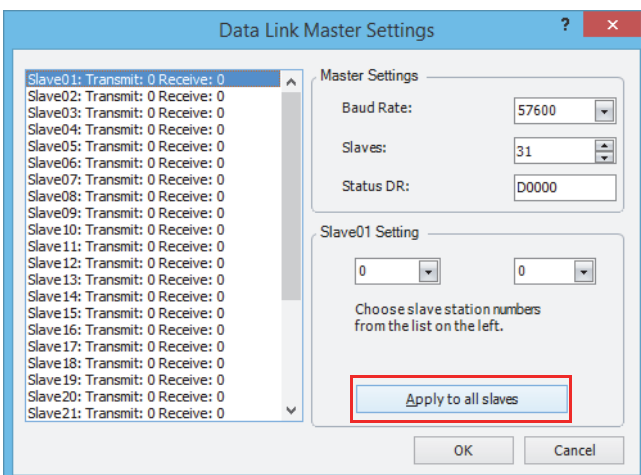 Data Link Master Settings
?
Slave01: Transmit: 0 Receive: 0
Slave02: Transmit: 0 Receive: 0
Slave03: Transmit: 0 Receive: 0
Slave04: Transmit: 0 Receive: 0
Slave05: Transmit: 0 Receive: 0
Slave06: Transmit: 0 Receive: 0
Slave07: Transmit: 0 Receive: 0
Slave08: Transmit: 0 Receive: 0
Slave09: Transmit: 0 Receive: 0
Slave10: Transmit: 0 Receive: 0
Slave11: Transmit: 0 Receive: 0
Slave12: Transmit: 0 Receive: 0
Slave13: Transmit: 0 Receive: 0
Slave14: Transmit: 0 Receive: 0
Slave15: Transmit: 0 Receive: 0
Slave16: Transmit: 0 Receive: 0
Slave17: Transmit: 0 Receive: 0
Slave18: Transmit: 0 Receive: 0
Slave19: Transmit: 0 Receive: 0
Slave20: Transmit: 0 Receive: 0
Slave21: Transmit: 0 Receive: 0
Master Settings
Baud Rate: 57600
Slaves: 31
Status DR: D0000
Slave01 Setting
0 0
Choose slave station numbers
from the list on the left.
Apply to all slaves
OK Cancel